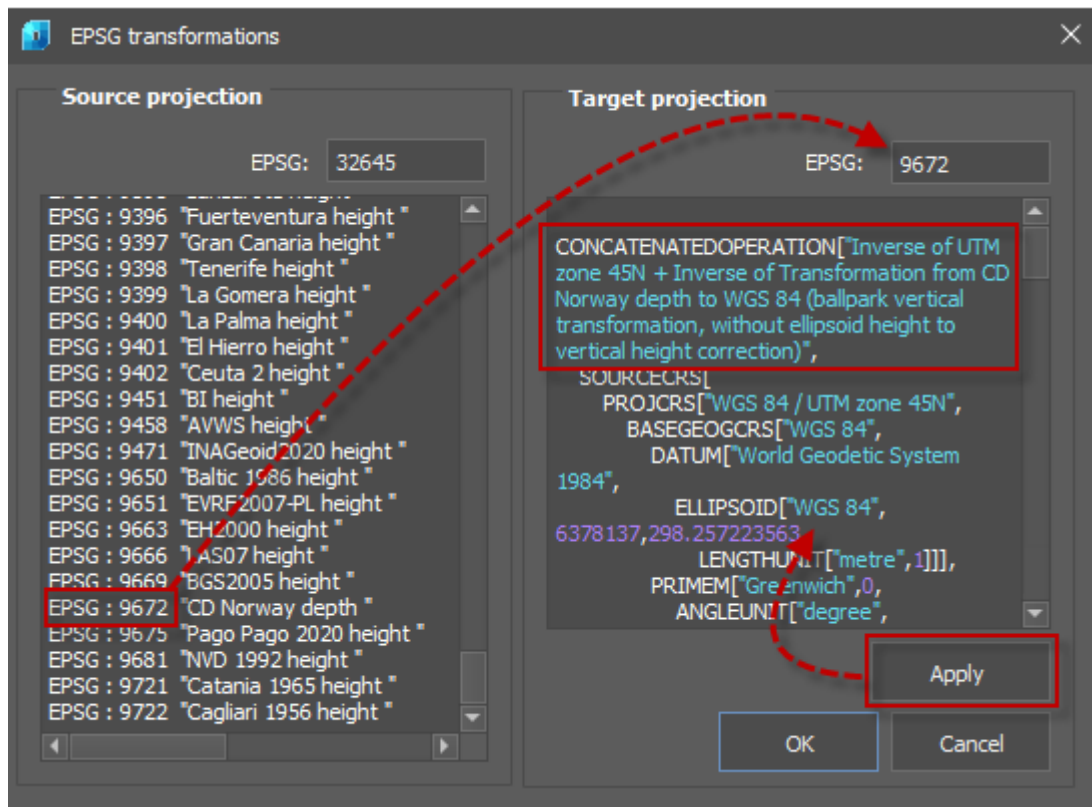 EPSG transformations
Source projection
EPSG: 32645
EPSG : 9396 "Fuerteventura height "
EPSG : 9397 "Gran Canaria height "
EPSG : 9398 "Tenerife height "
EPSG : 9399 "La Gomera height "
EPSG : 9400 "La Palma height "
EPSG : 9401 "El Hierro height "
EPSG : 9402 "Ceuta 2 height "
EPSG : 9451 "BI height "
EPSG : 9458 "AVWS height "
EPSG : 9471 "INAGeoid2020 height "
EPSG : 9650 "Baltic 1986 height "
EPSG : 9651 "EVRF2007-PL height "
EPSG : 9663 "EH2000 height "
EPSG : 9666 "LAS07 height "
EPSG : 9669 "BGS2005 height "
EPSG : 9672 "CD Norway depth "
EPSG : 9675 "Pago Pago 2020 height "
EPSG : 9681 "NVD 1992 height "
EPSG : 9721 "Catania 1965 height "
EPSG : 9722 "Cagliari 1956 height "
Target projection
EPSG: 9672
CONCATENATEDOPERATION["Inverse of UTM
zone 45N + Inverse of Transformation from CD
Norway depth to WGS 84 (ballpark vertical
transformation, without ellipsoid height to
vertical height correction)",
SOURCECRS[
PROJCRS["WGS 84 / UTM zone 45N",
BASEGEOGCRS["WGS 84",
DATUM["World Geodetic System
1984",
ELLIPSOID["WGS 84",
6378137,298.257223563,
LENGTHUNIT["metre",1]]],
PRIMEM["Greenwich",0,
ANGLEUNIT["degree",
Apply
OK
Cancel